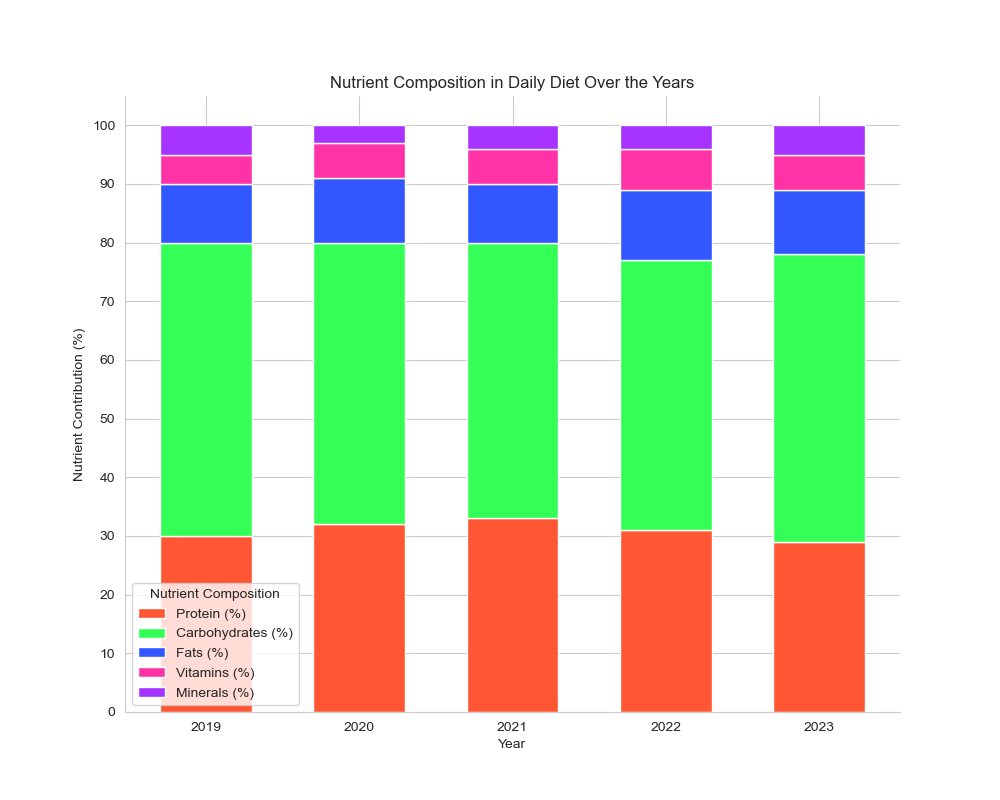 Nutrient Composition in Daily Diet Over the Years
Nutrient Contribution (%)
100
90
80
70
60
50
40
30
20
10
0
Nutrient Composition
Protein (%)
Carbohydrates (%)
Fats (%)
Vitamins (%)
Minerals (%)
2019 2020 2021 2022 2023
Year